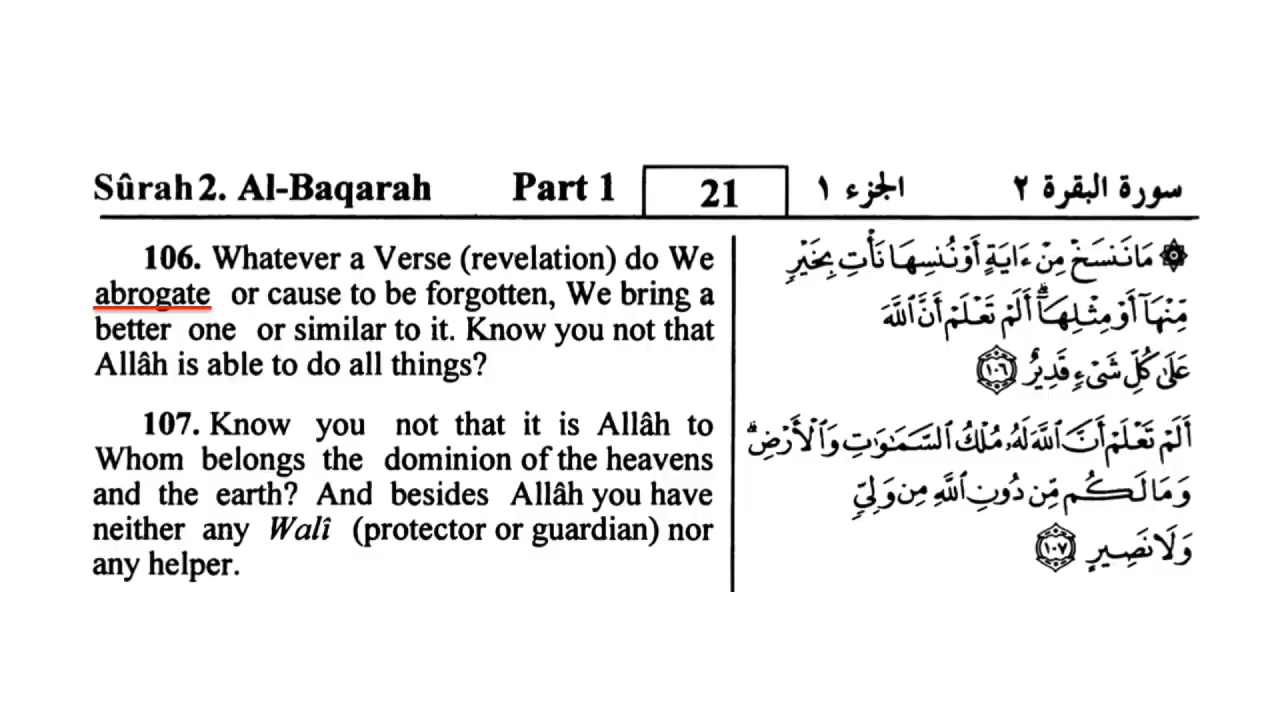 Sûrah 2. Al-Baqarah Part 1 21 الجزء ١ سورة البقرة ٢
106. Whatever a Verse (revelation) do We
abrogate or cause to be forgotten, We bring a
better one or similar to it. Know you not that
Allâh is able to do all things?
107. Know you not that it is Allâh to
Whom belongs the dominion of the heavens
and the earth? And besides Allâh you have
neither any Walî (protector or guardian) nor
any helper.
۞ مَا نَنسَخْ مِنْ ءَايَةٍ أَوْ نُنسِهَا نَأْتِ بِخَيْرٍ
مِّنْهَآ أَوْ مِثْلِهَآ ۗ أَلَمْ تَعْلَمْ أَنَّ ٱللَّهَ
عَلَىٰ كُلِّ شَىْءٍ قَدِيرٌ ١٠٦
أَلَمْ تَعْلَمْ أَنَّ ٱللَّهَ لَهُۥ مُلْكُ ٱلسَّمَـٰوَٰتِ وَٱلْأَرْضِ ۗ
وَمَا لَكُم مِّن دُونِ ٱللَّهِ مِن وَلِىٍّ
وَلَا نَصِيرٍ ١٠٧